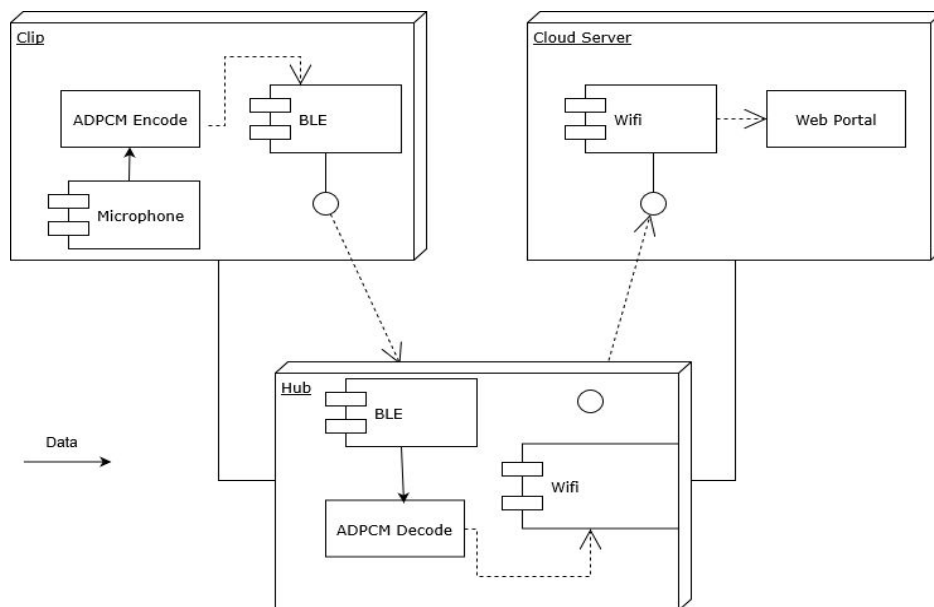 Clip
ADPCM Encode
BLE
Microphone
Cloud Server
Wifi
Web Portal
Hub
BLE
Wifi
ADPCM Decode
Data